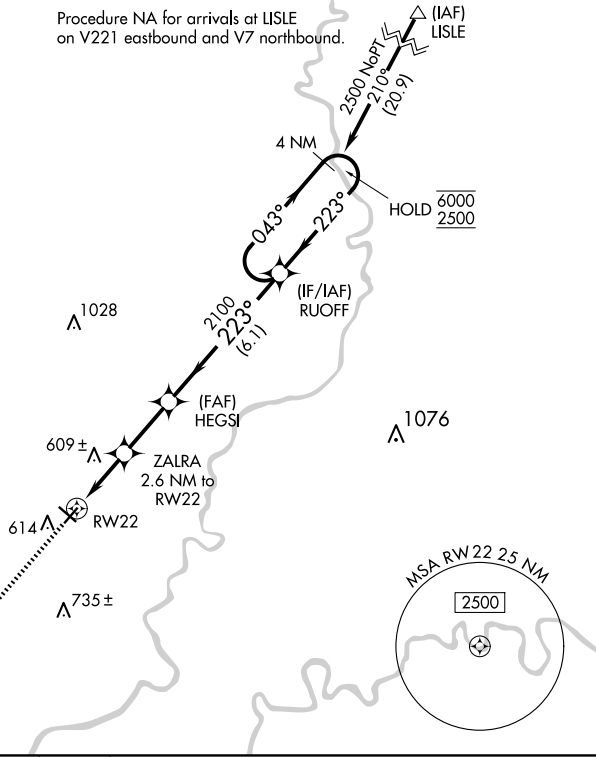 Procedure NA for arrivals at LISLE
on V221 eastbound and V7 northbound.
(IAF)
LISLE
2500 NoPT
210°
(20.9)
4 NM
HOLD 6000
2500
043°
223°
(IF/IAF)
RUOFF
2100
223°
(6.1)
1028
(FAF)
HEGSI
1076
609 ±
ZALRA
2.6 NM to
RW22
614
RW22
735 ±
MSA RW 22 25 NM
2500